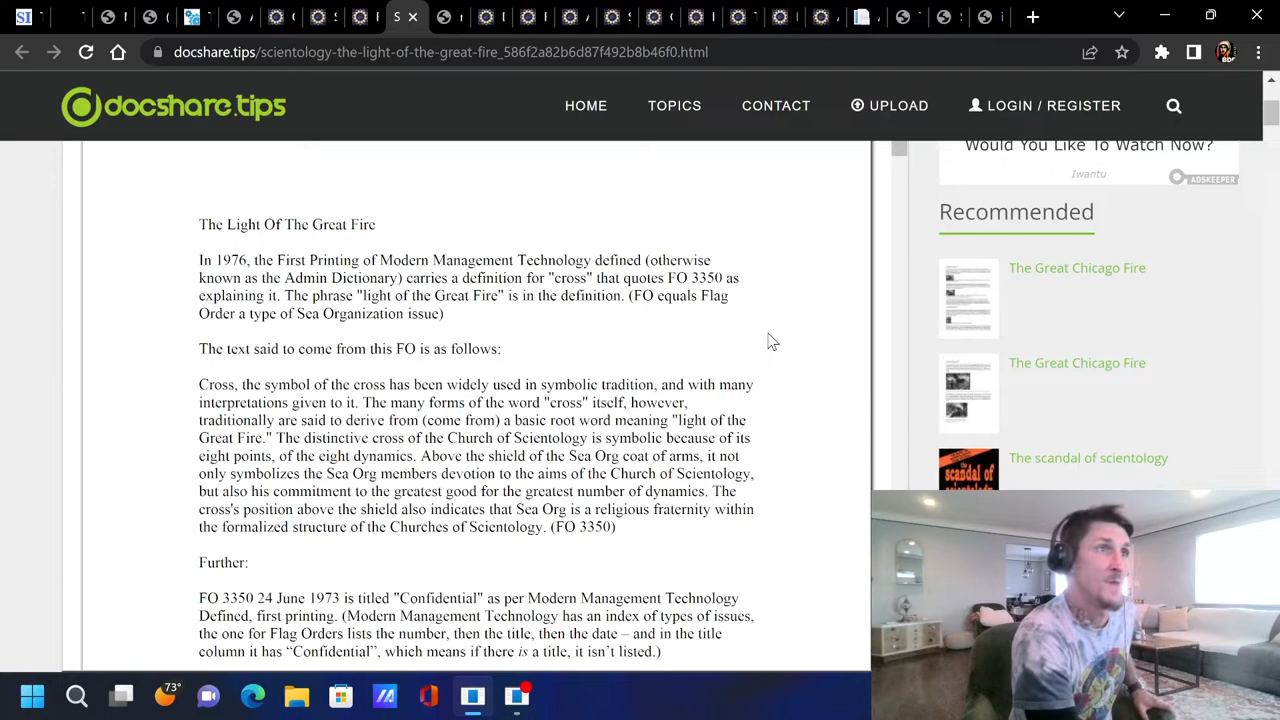 docshare.tips/scientology-the-light-of-the-great-fire_586f2a82b6d87f492b8b46f0.html
docshare.tips
HOME
TOPICS
CONTACT
UPLOAD
LOGIN / REGISTER
The Light Of The Great Fire
In 1976, the First Printing of Modern Management Technology defined (otherwise
known as the Admin Dictionary) carries a definition for "cross" that quotes FO 3350 as
explaining it. The phrase "light of the Great Fire" is in the definition. (FO equals Flag
Order a type of Sea Organization issue)
The text said to come from this FO is as follows:
Cross, the symbol of the cross has been widely used in symbolic tradition, and with many
interpretations given to it. The many forms of the word "cross" itself, however,
traditionally are said to derive from (come from) a basic root word meaning "light of the
Great Fire." The distinctive cross of the Church of Scientology is symbolic because of its
eight points, of the eight dynamics. Above the shield of the Sea Org coat of arms, it not
only symbolizes the Sea Org members devotion to the aims of the Church of Scientology,
but also his commitment to the greatest good for the greatest number of dynamics. The
cross's position above the shield also indicates that Sea Org is a religious fraternity within
the formalized structure of the Churches of Scientology. (FO 3350)
Further:
FO 3350 24 June 1973 is titled "Confidential" as per Modern Management Technology
Defined, first printing. (Modern Management Technology has an index of types of issues,
the one for Flag Orders lists the number, then the title, then the date – and in the title
column it has “Confidential”, which means if there is a title, it isn’t listed.)
Would You Like To Watch Now?
Iwantu
ADSKEEPER
Recommended
The Great Chicago Fire
The Great Chicago Fire
The scandal of scientology
the
scandal of
scientology
73°